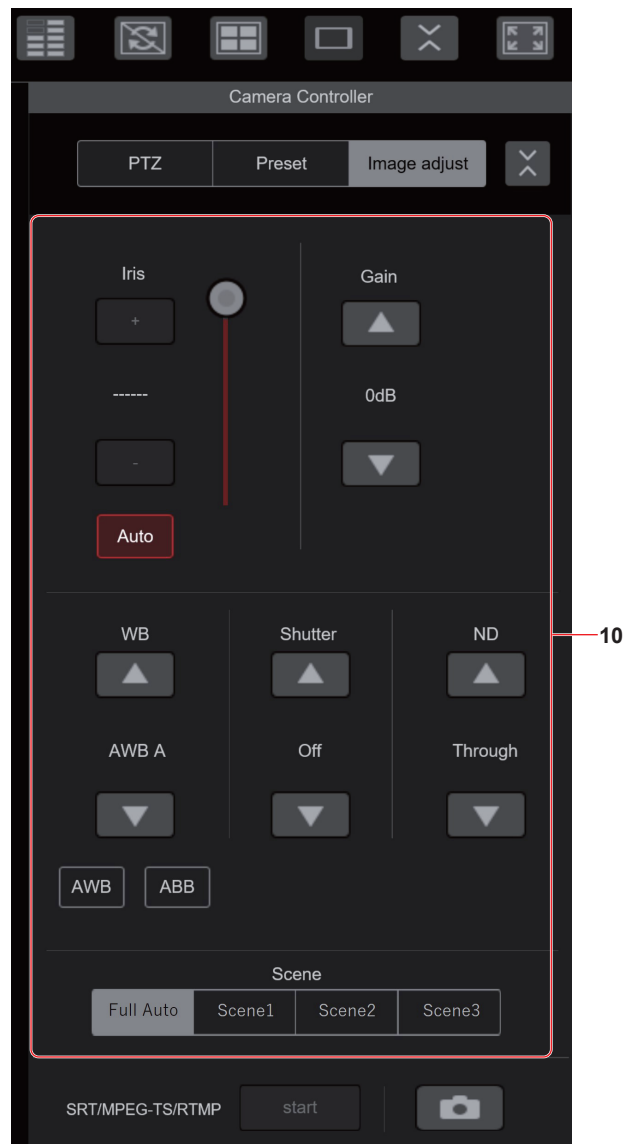 Camera Controller
PTZ Preset Image adjust
Iris Gain
+
------ 0dB
-
Auto
10
WB Shutter ND
AWB A Off Through
AWB ABB
Scene
Full Auto Scene1 Scene2 Scene3
SRT/MPEG-TS/RTMP start